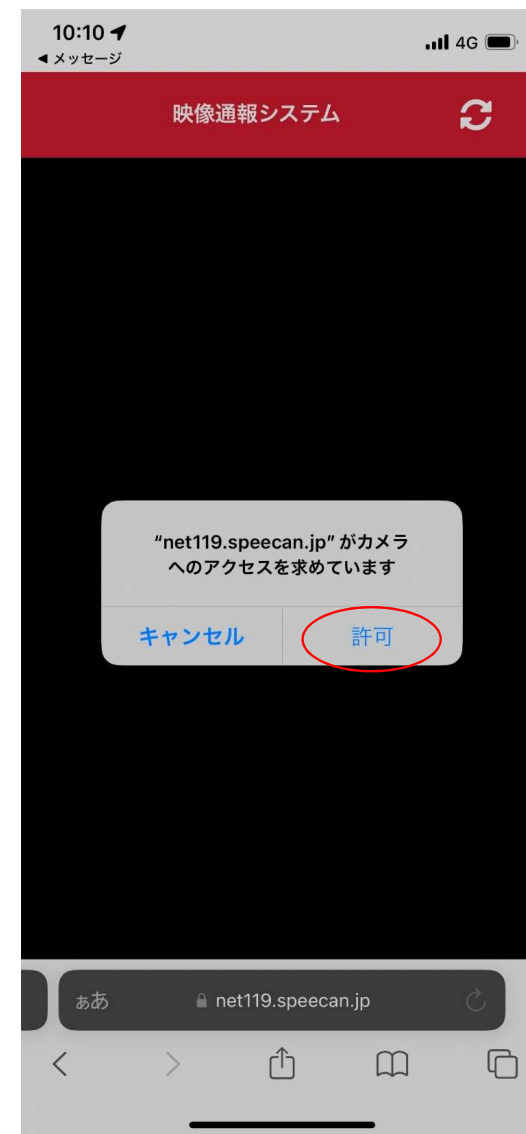 10:10
◀ メッセージ
4G
映像通報システム
“net119.speecan.jp” がカメラ
へのアクセスを求めています
キャンセル
許可
ぁあ
net119.speecan.jp